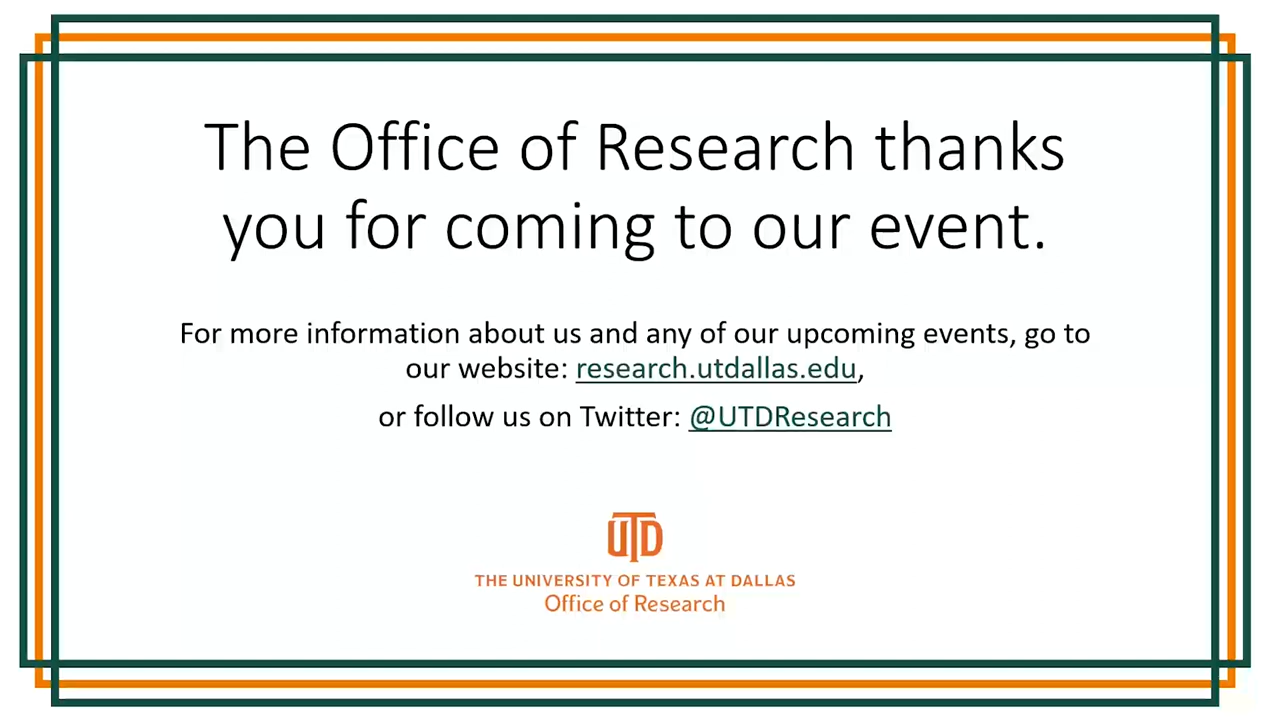 The Office of Research thanks
you for coming to our event.
For more information about us and any of our upcoming events, go to
our website: research.utdallas.edu,
or follow us on Twitter: @UTDResearch
UTD
THE UNIVERSITY OF TEXAS AT DALLAS
Office of Research